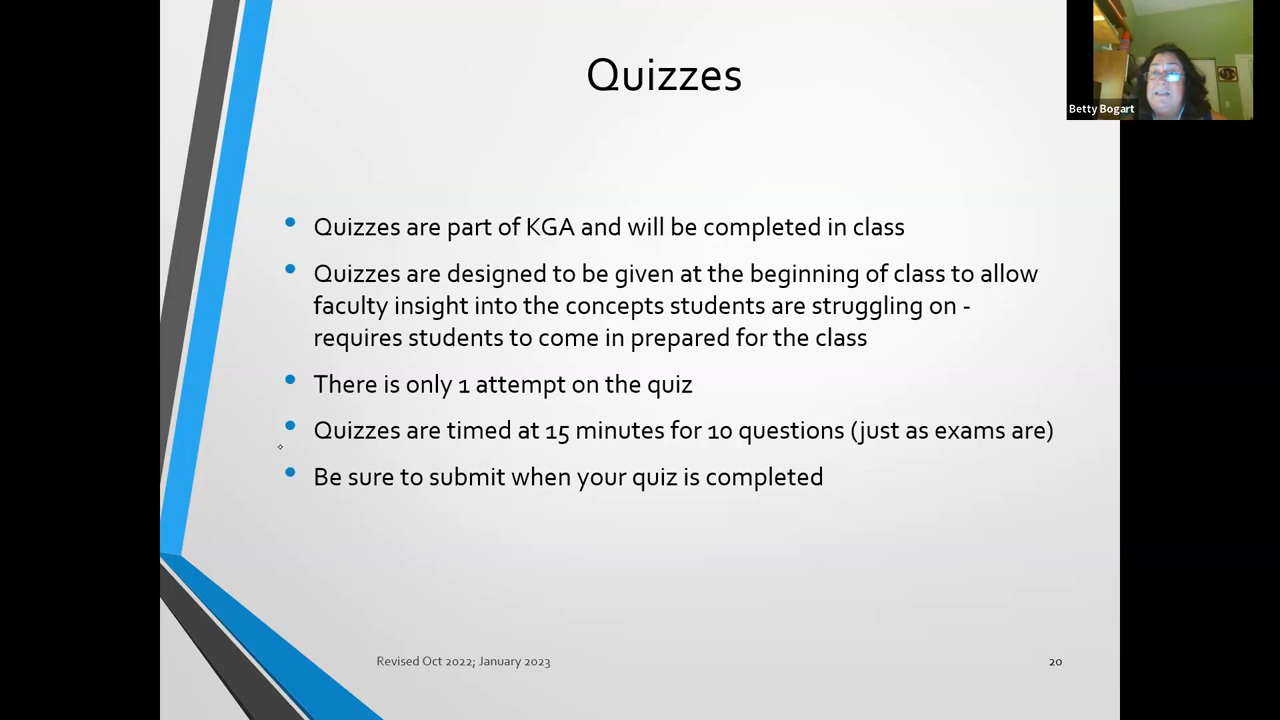 Quizzes
Betty Bogart
Quizzes are part of KGA and will be completed in class
Quizzes are designed to be given at the beginning of class to allow
faculty insight into the concepts students are struggling on -
requires students to come in prepared for the class
There is only 1 attempt on the quiz
Quizzes are timed at 15 minutes for 10 questions (just as exams are)
Be sure to submit when your quiz is completed
Revised Oct 2022; January 2023
20